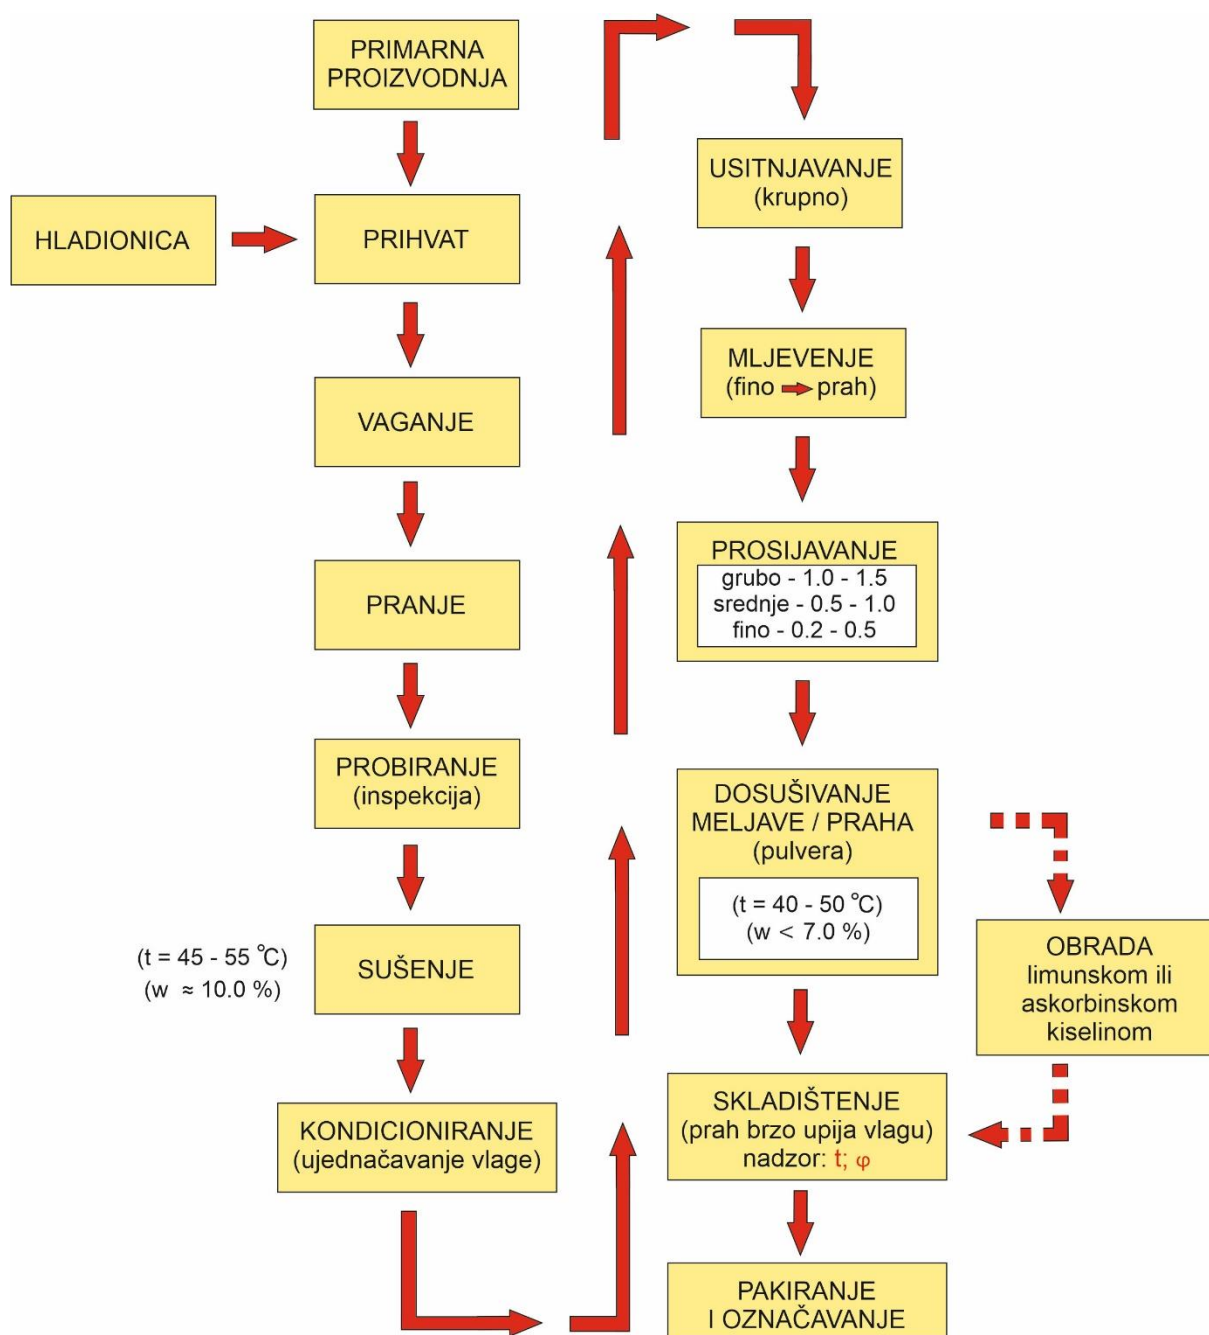 PRIMARNA
PROIZVODNJA
HLADIONICA
PRIHVAT
VAGANJE
PRANJE
PROBIRANJE
(inspekcija)
(t = 45 - 55 °C)
(w ≈ 10.0 %)
SUŠENJE
KONDICIONIRANJE
(ujednačavanje vlage)
USITNJAVANJE
(krupno)
MLJEVENJE
(fino → prah)
PROSIJAVANJE
grubo - 1.0 - 1.5
srednje - 0.5 - 1.0
fino - 0.2 - 0.5
DOSUŠIVANJE
MELJAVE / PRAHA
(pulvera)
(t = 40 - 50 °C)
(w < 7.0 %)
OBRADA
limunskom ili
askorbinskom
kiselinom
SKLADIŠTENJE
(prah brzo upija vlagu)
nadzor: t; φ
PAKIRANJE
I OZNAČAVANJE